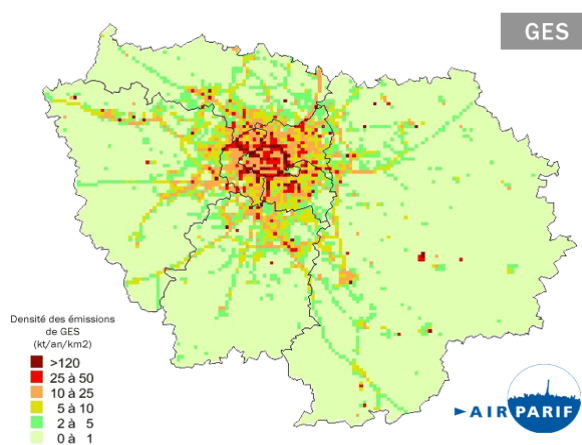 GES
Densité des émissions
de GES
(kt/an/km2)
>120
25 à 50
10 à 25
5 à 10
2 à 5
0 à 1
AIRPARIF